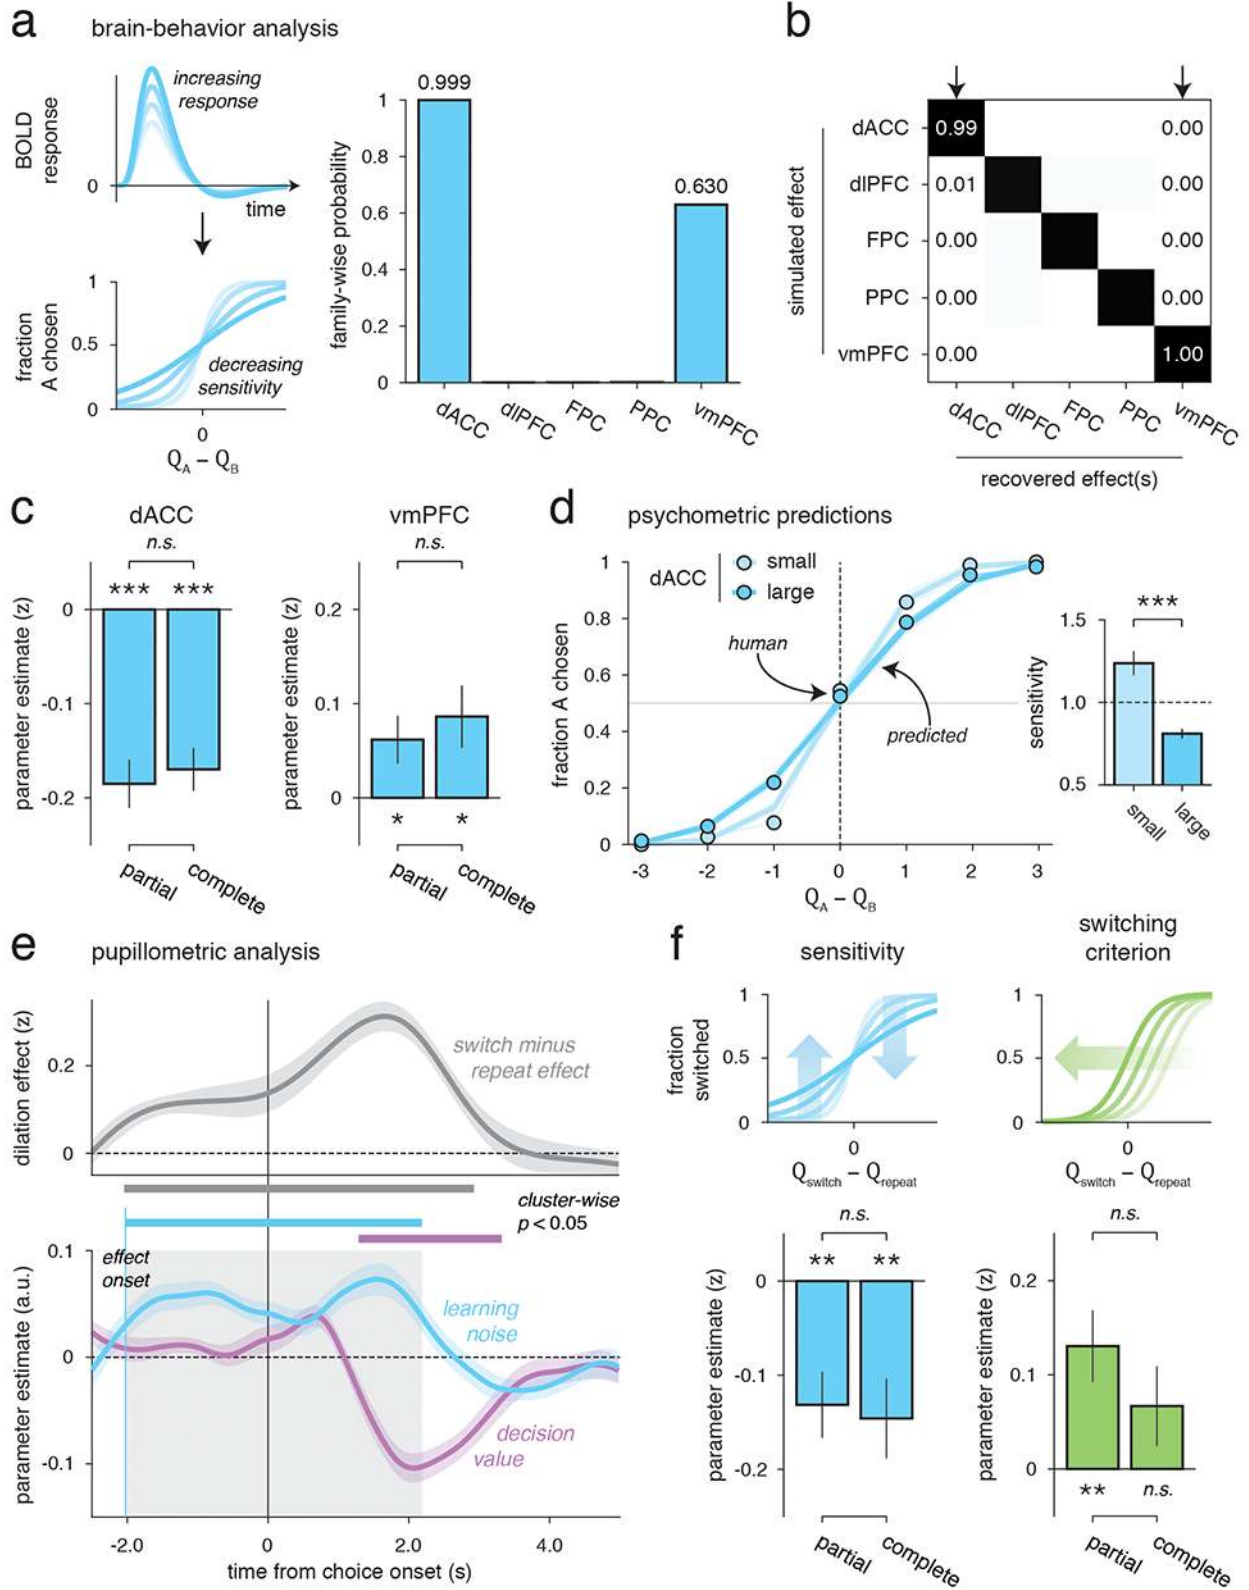 a brain-behavior analysis
BOLD
response
increasing
response
0
time
fraction
A chosen
1
0.5
0
decreasing
sensitivity
0
Q_A – Q_B
family-wise probability
1
0.8
0.6
0.4
0.2
0
0.999
0.630
dACC
dlPFC
FPC
PPC
vmPFC
b
simulated effect
dACC 0.99 0.00
dlPFC 0.01 0.00
FPC 0.00 0.00
PPC 0.00 0.00
vmPFC 0.00 1.00
dACC
dlPFC
FPC
PPC
vmPFC
recovered effect(s)
c
dACC
n.s.
*** ***
parameter estimate (z)
0
-0.1
-0.2
partial
complete
vmPFC
n.s.
parameter estimate (z)
0.2
0.1
0
* *
partial
complete
d psychometric predictions
dACC
small
large
human
predicted
fraction A chosen
1
0.8
0.6
0.4
0.2
0
-3 -2 -1 0 1 2 3
Q_A – Q_B
sensitivity
***
1.5
1.0
0.5
small
large
e pupillometric analysis
dilation effect (z)
0.2
0
switch minus
repeat effect
cluster-wise
p < 0.05
effect
onset
parameter estimate (a.u.)
0.1
0
-0.1
learning
noise
decision
value
-2.0 0 2.0 4.0
time from choice onset (s)
f
sensitivity
fraction
switched
1
0.5
0
0
Q_switch – Q_repeat
switching
criterion
1
0.5
0
0
Q_switch – Q_repeat
n.s.
** **
parameter estimate (z)
0
-0.1
-0.2
partial
complete
n.s.
parameter estimate (z)
0.2
0.1
0
** n.s.
partial
complete